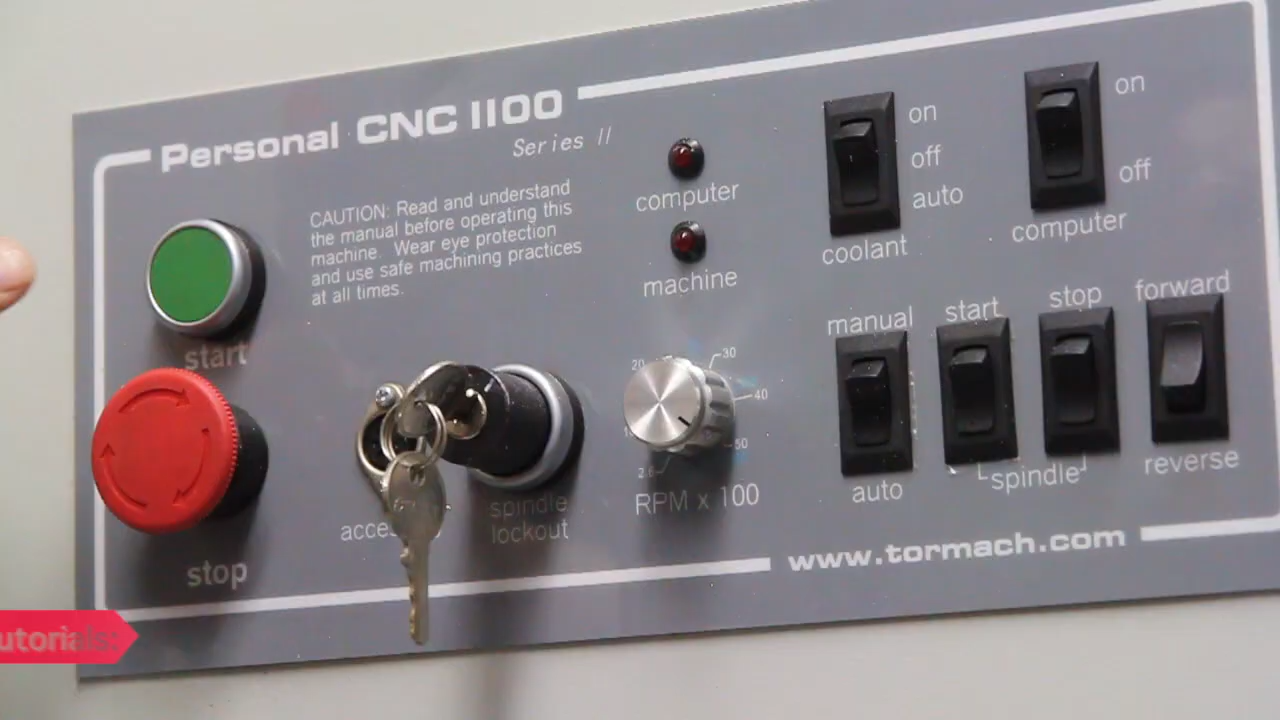 Personal CNC 1100
Series II
CAUTION: Read and understand
the manual before operating this
machine. Wear eye protection
and use safe machining practices
at all times.
start
stop
spindle
lockout
computer
machine
20
30
40
50
2.6
RPM x 100
on
off
auto
coolant
on
off
computer
manual
auto
start
stop
spindle
forward
reverse
www.tormach.com
utorials: